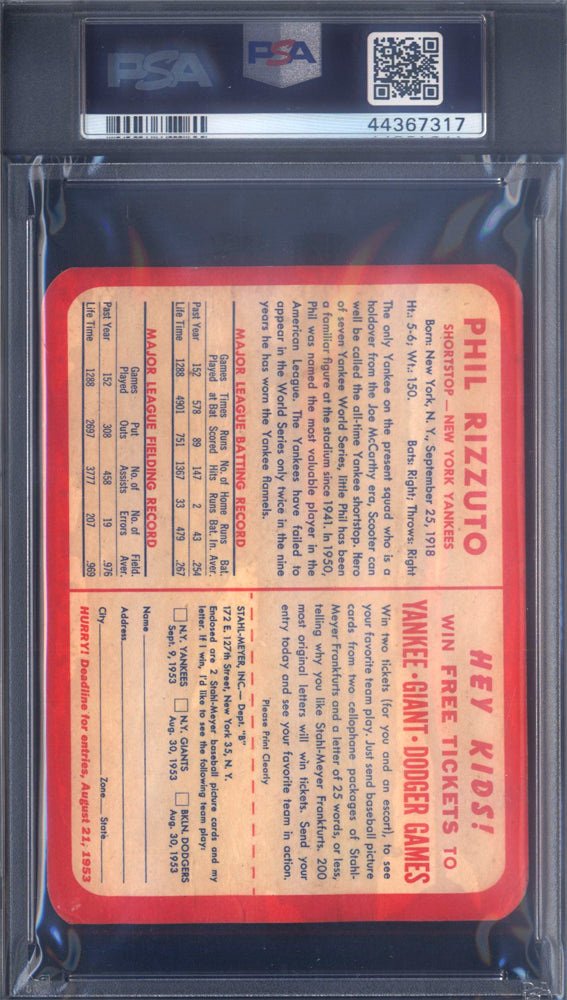 PSA
PSA
44367317
PHIL RIZZUTO
SHORTSTOP — NEW YORK YANKEES
Born: New York, N. Y., September 25, 1918
Ht.: 5-6; Wt.: 150. Bats: Right; Throws: Right
The only Yankee on the present squad who is a
holdover from the Joe McCarthy era, Scooter can
well be called the all-time Yankee shortstop. Hero
of seven Yankee World Series, little Phil has been
a familiar figure at the stadium since 1941. In 1950,
Phil was named the most valuable player in the
American League. The Yankees have failed to
appear in the World Series only twice in the nine
years he has worn the Yankee flannels.
MAJOR LEAGUE BATTING RECORD
Games Times Runs No. of Home Runs Bat.
Played at Bat Scored Hits Runs Bat. In. Aver.
Past Year 152 578 89 147 2 43 .254
Life Time 1288 4901 751 1367 33 479 .267
MAJOR LEAGUE FIELDING RECORD
Games Put No. of No. of Field.
Played Outs Assists Errors Aver.
Past Year 152 308 458 19 .976
Life Time 1288 2697 3777 207 .969
HEY KIDS!
WIN FREE TICKETS TO
YANKEE • GIANT • DODGER GAMES
Win two tickets (for you and an escort), to see
your favorite team play. Just send baseball picture
cards from two cellophane packages of Stahl-
Meyer Frankfurts and a letter of 25 words, or less,
telling why you like Stahl-Meyer Frankfurts. 200
most original letters will win tickets. Send your
entry today and see your favorite team in action.
Please Print Clearly
STAHL-MEYER, INC.— Dept. "B"
172 E. 127th Street, New York 35, N. Y.
Enclosed are 2 Stahl-Meyer baseball picture cards and my
letter. If I win, I'd like to see the following team play:
N.Y. YANKEES N.Y. GIANTS BKLN. DODGERS
Sept. 9, 1953 Aug. 30, 1953 Aug. 30, 1953
Name
Address
City Zone State
HURRY! Deadline for entries, August 21, 1953